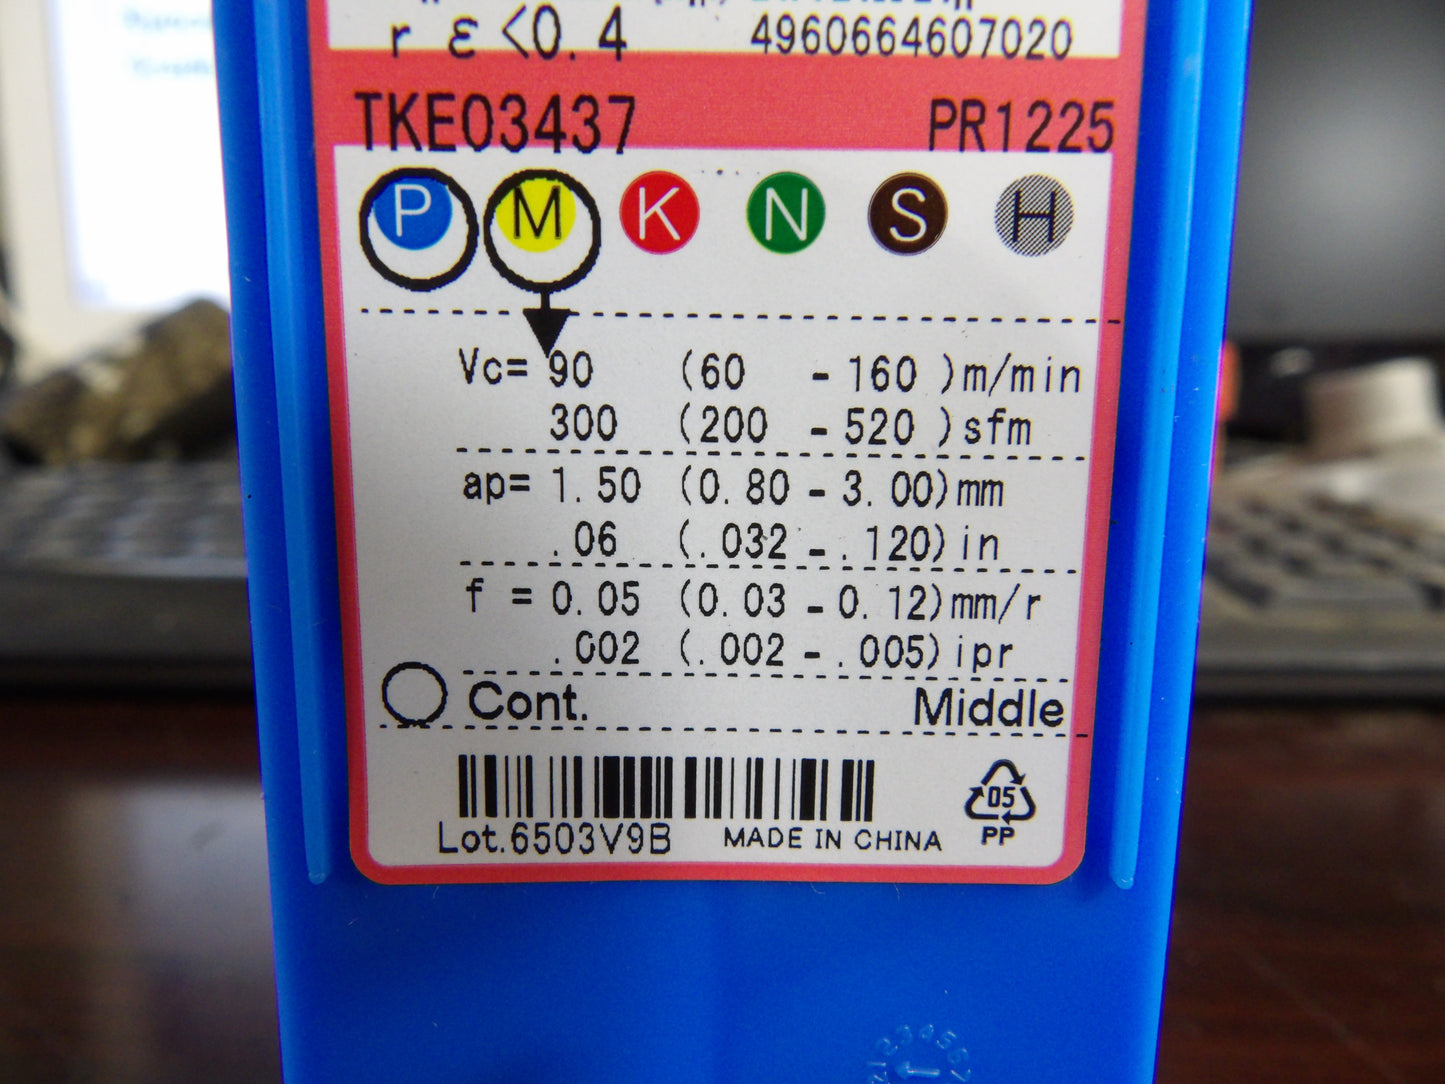 r ε <0.4 4960664607020
TKE03437 PR1225
P M K N S H
Vc= 90 (60 - 160 )m/min
300 (200 - 520 )sfm
ap= 1.50 (0.80 - 3.00)mm
.06 (.032 - .120)in
f = 0.05 (0.03 - 0.12)mm/r
.002 (.002 - .005)ipr
Cont. Middle
05
Lot.6503V9B MADE IN CHINA PP